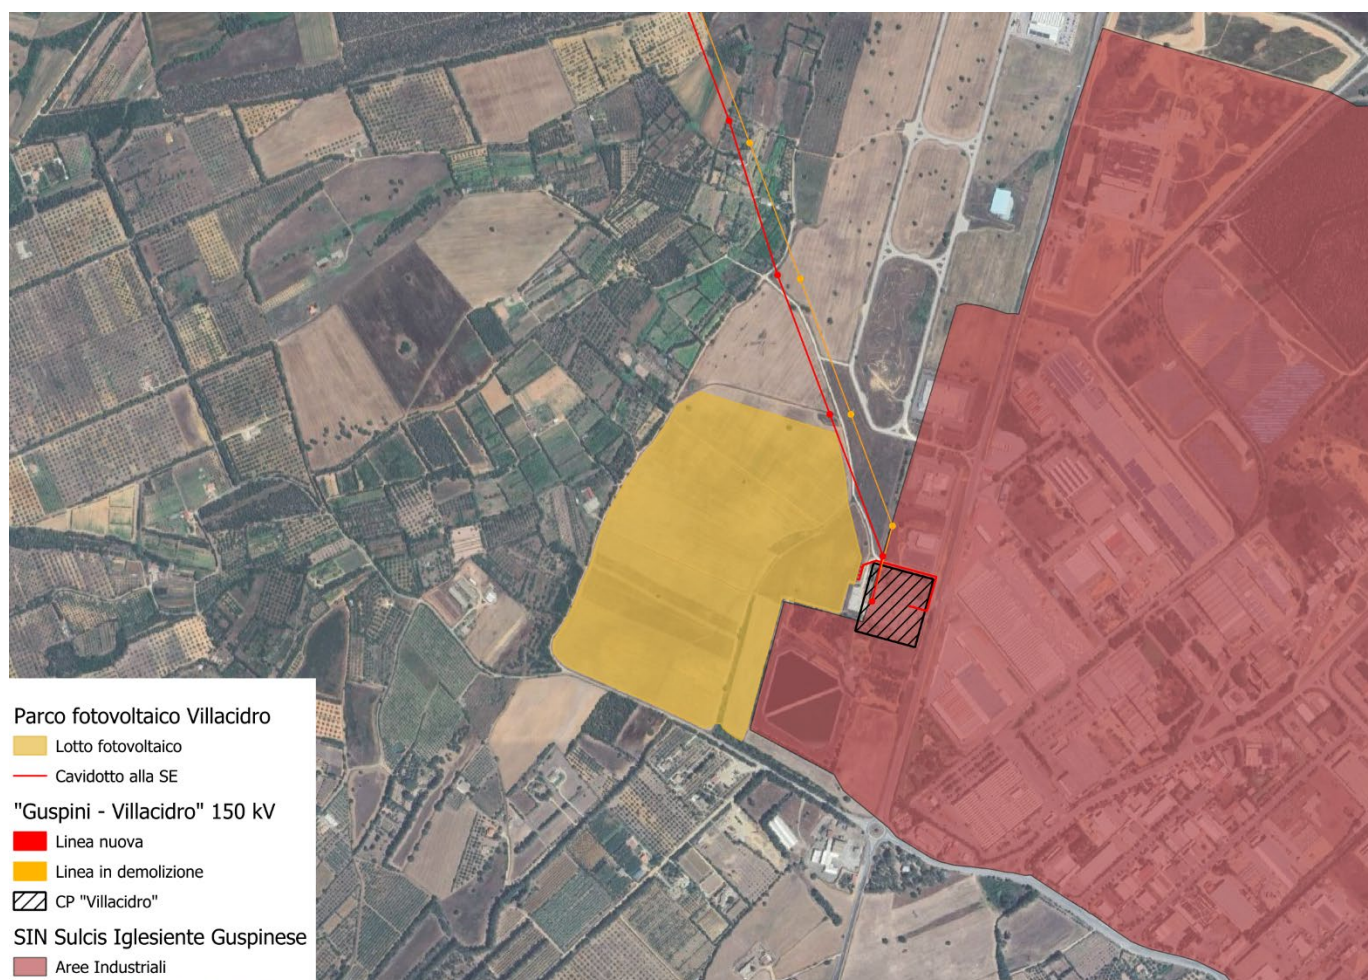 Parco fotovoltaico Villacidro
Lotto fotovoltaico
Cavidotto alla SE
"Guspini - Villacidro" 150 kV
Linea nuova
Linea in demolizione
CP "Villacidro"
SIN Sulcis Iglesiente Guspinese
Aree Industriali